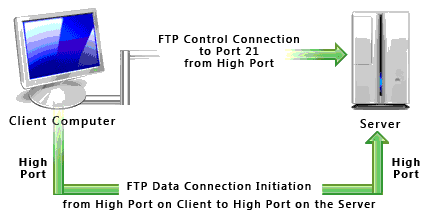 FTP Control Connection
to Port 21
from High Port
Client Computer
Server
High
Port
High
Port
FTP Data Connection Initiation
from High Port on Client to High Port on the Server